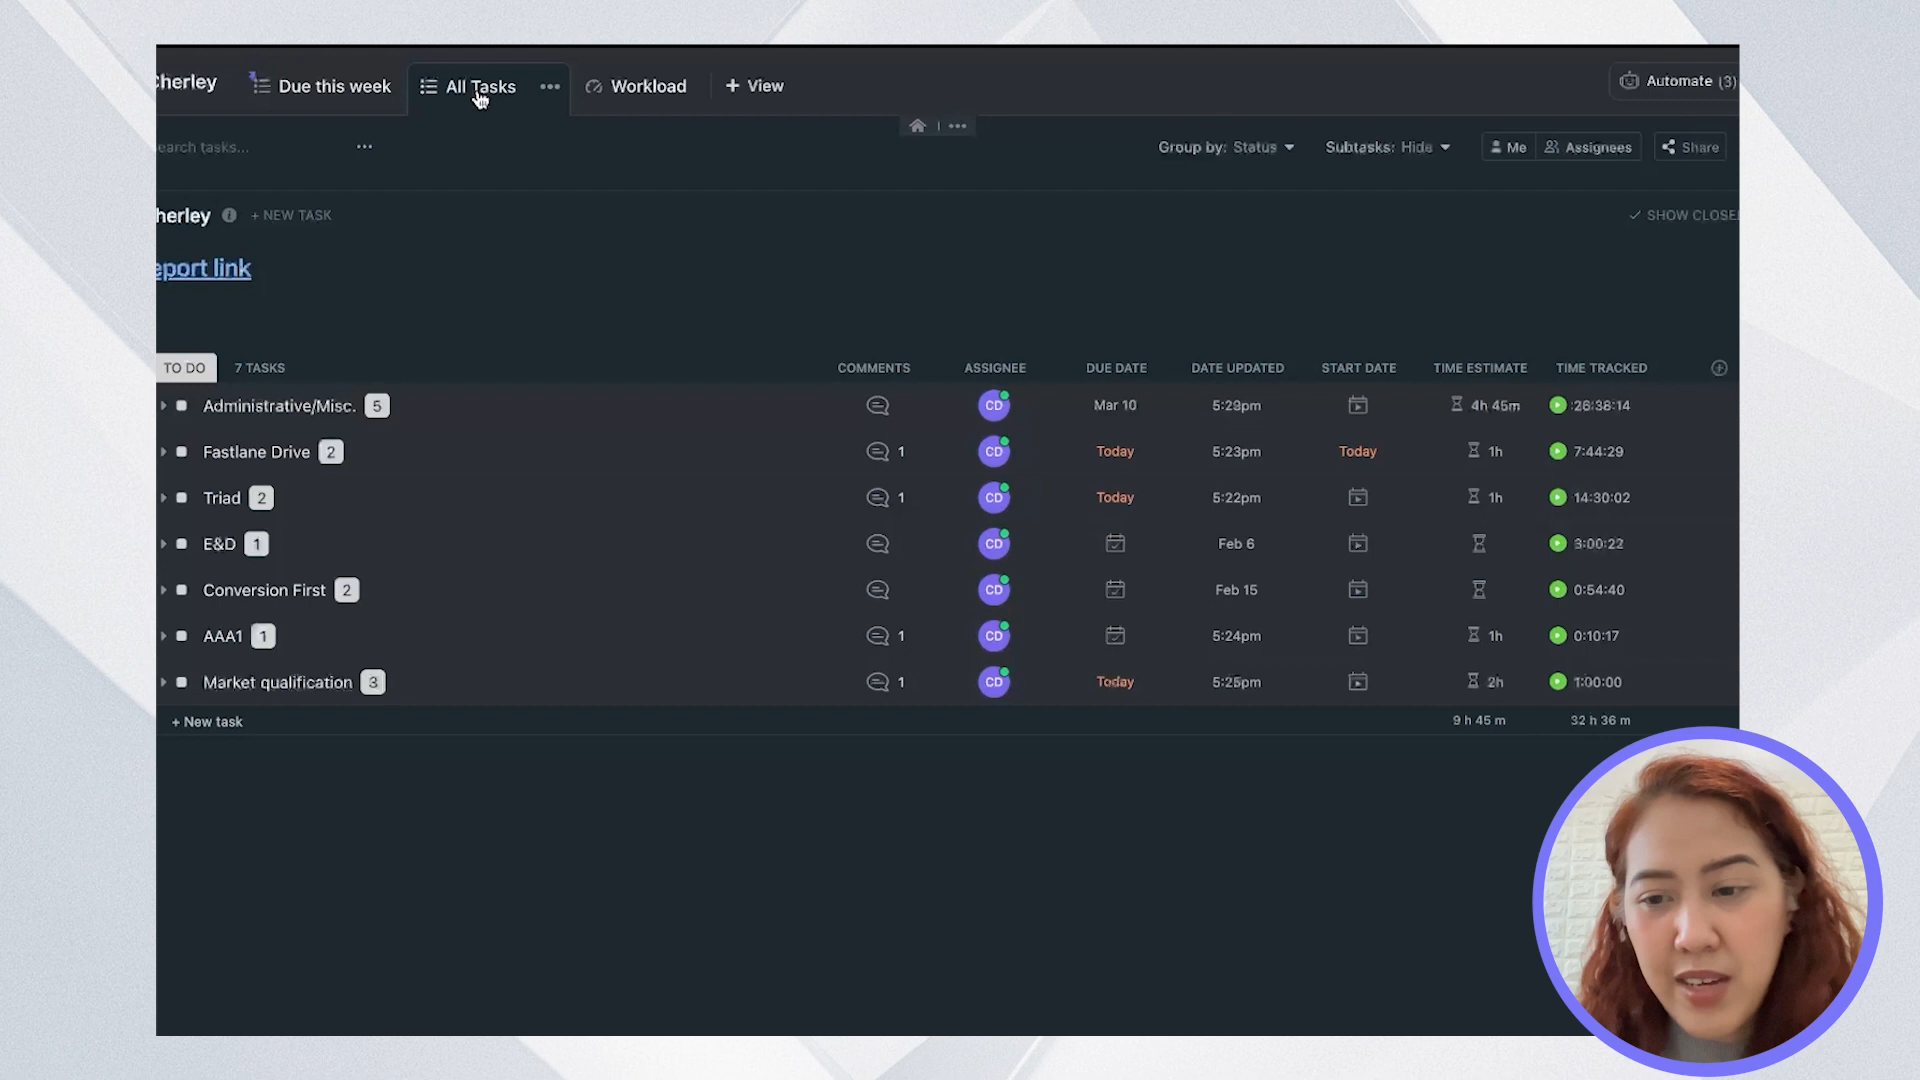 Cherley Due this week All Tasks ••• Workload + View Automate (3)
earch tasks... ••• Group by: Status Subtasks: Hide Me Assignees Share
herley + NEW TASK SHOW CLOSE
eport link
TO DO 7 TASKS COMMENTS ASSIGNEE DUE DATE DATE UPDATED START DATE TIME ESTIMATE TIME TRACKED
Administrative/Misc. 5 CD Mar 10 5:29pm 4h 45m 26:38:14
Fastlane Drive 2 1 CD Today 5:23pm Today 1h 7:44:29
Triad 2 1 CD Today 5:22pm 1h 14:30:02
E&D 1 CD Feb 6 3:00:22
Conversion First 2 CD Feb 15 0:54:40
AAA1 1 1 CD 5:24pm 1h 0:10:17
Market qualification 3 1 CD Today 5:25pm 2h 1:00:00
+ New task 9 h 45 m 32 h 36 m